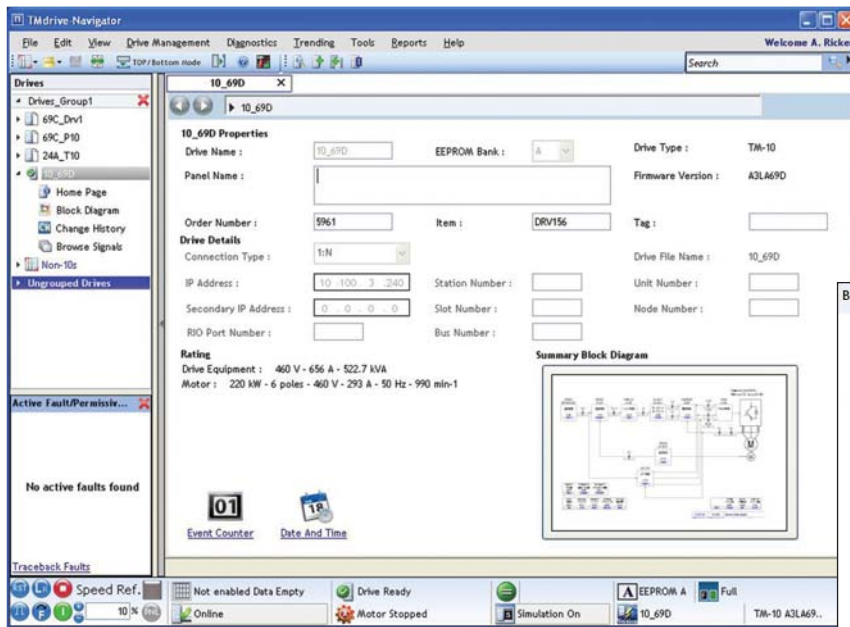 TMdrive-Navigator
File Edit View Drive Management Diagnostics Trending Tools Reports Help Welcome A. Ricke
TOP/Bottom mode Search
Drives
Drives_Group1
69C_Drv1
69C_P10
24A_T10
10_69D
Home Page
Block Diagram
Change History
Browse Signals
Non-10s
Ungrouped Drives
10_69D X
10_69D
10_69D Properties
Drive Name : 10_69D EEPROM Bank : A Drive Type : TM-10
Panel Name : Firmware Version : A3LA69D
Order Number : 5961 Item : DRV156 Tag :
Drive Details
Connection Type : 1:N Drive File Name : 10_69D
IP Address : 10 .100 . 3 .240 Station Number : Unit Number :
Secondary IP Address : 0 . 0 . 0 . 0 Slot Number : Node Number :
RIO Port Number : Bus Number :
Rating
Drive Equipment : 460 V - 656 A - 522.7 kVA
Motor : 220 kW - 6 poles - 460 V - 293 A - 50 Hz - 990 min-1
Summary Block Diagram
M
01
Event Counter
18
Date And Time
Active Fault/Permissiv...
No active faults found
Traceback Faults
Speed Ref. Not enabled Data Empty Drive Ready A EEPROM A Full
F 10 % Online Motor Stopped Simulation On 10_69D TM-10 A3LA69..
B